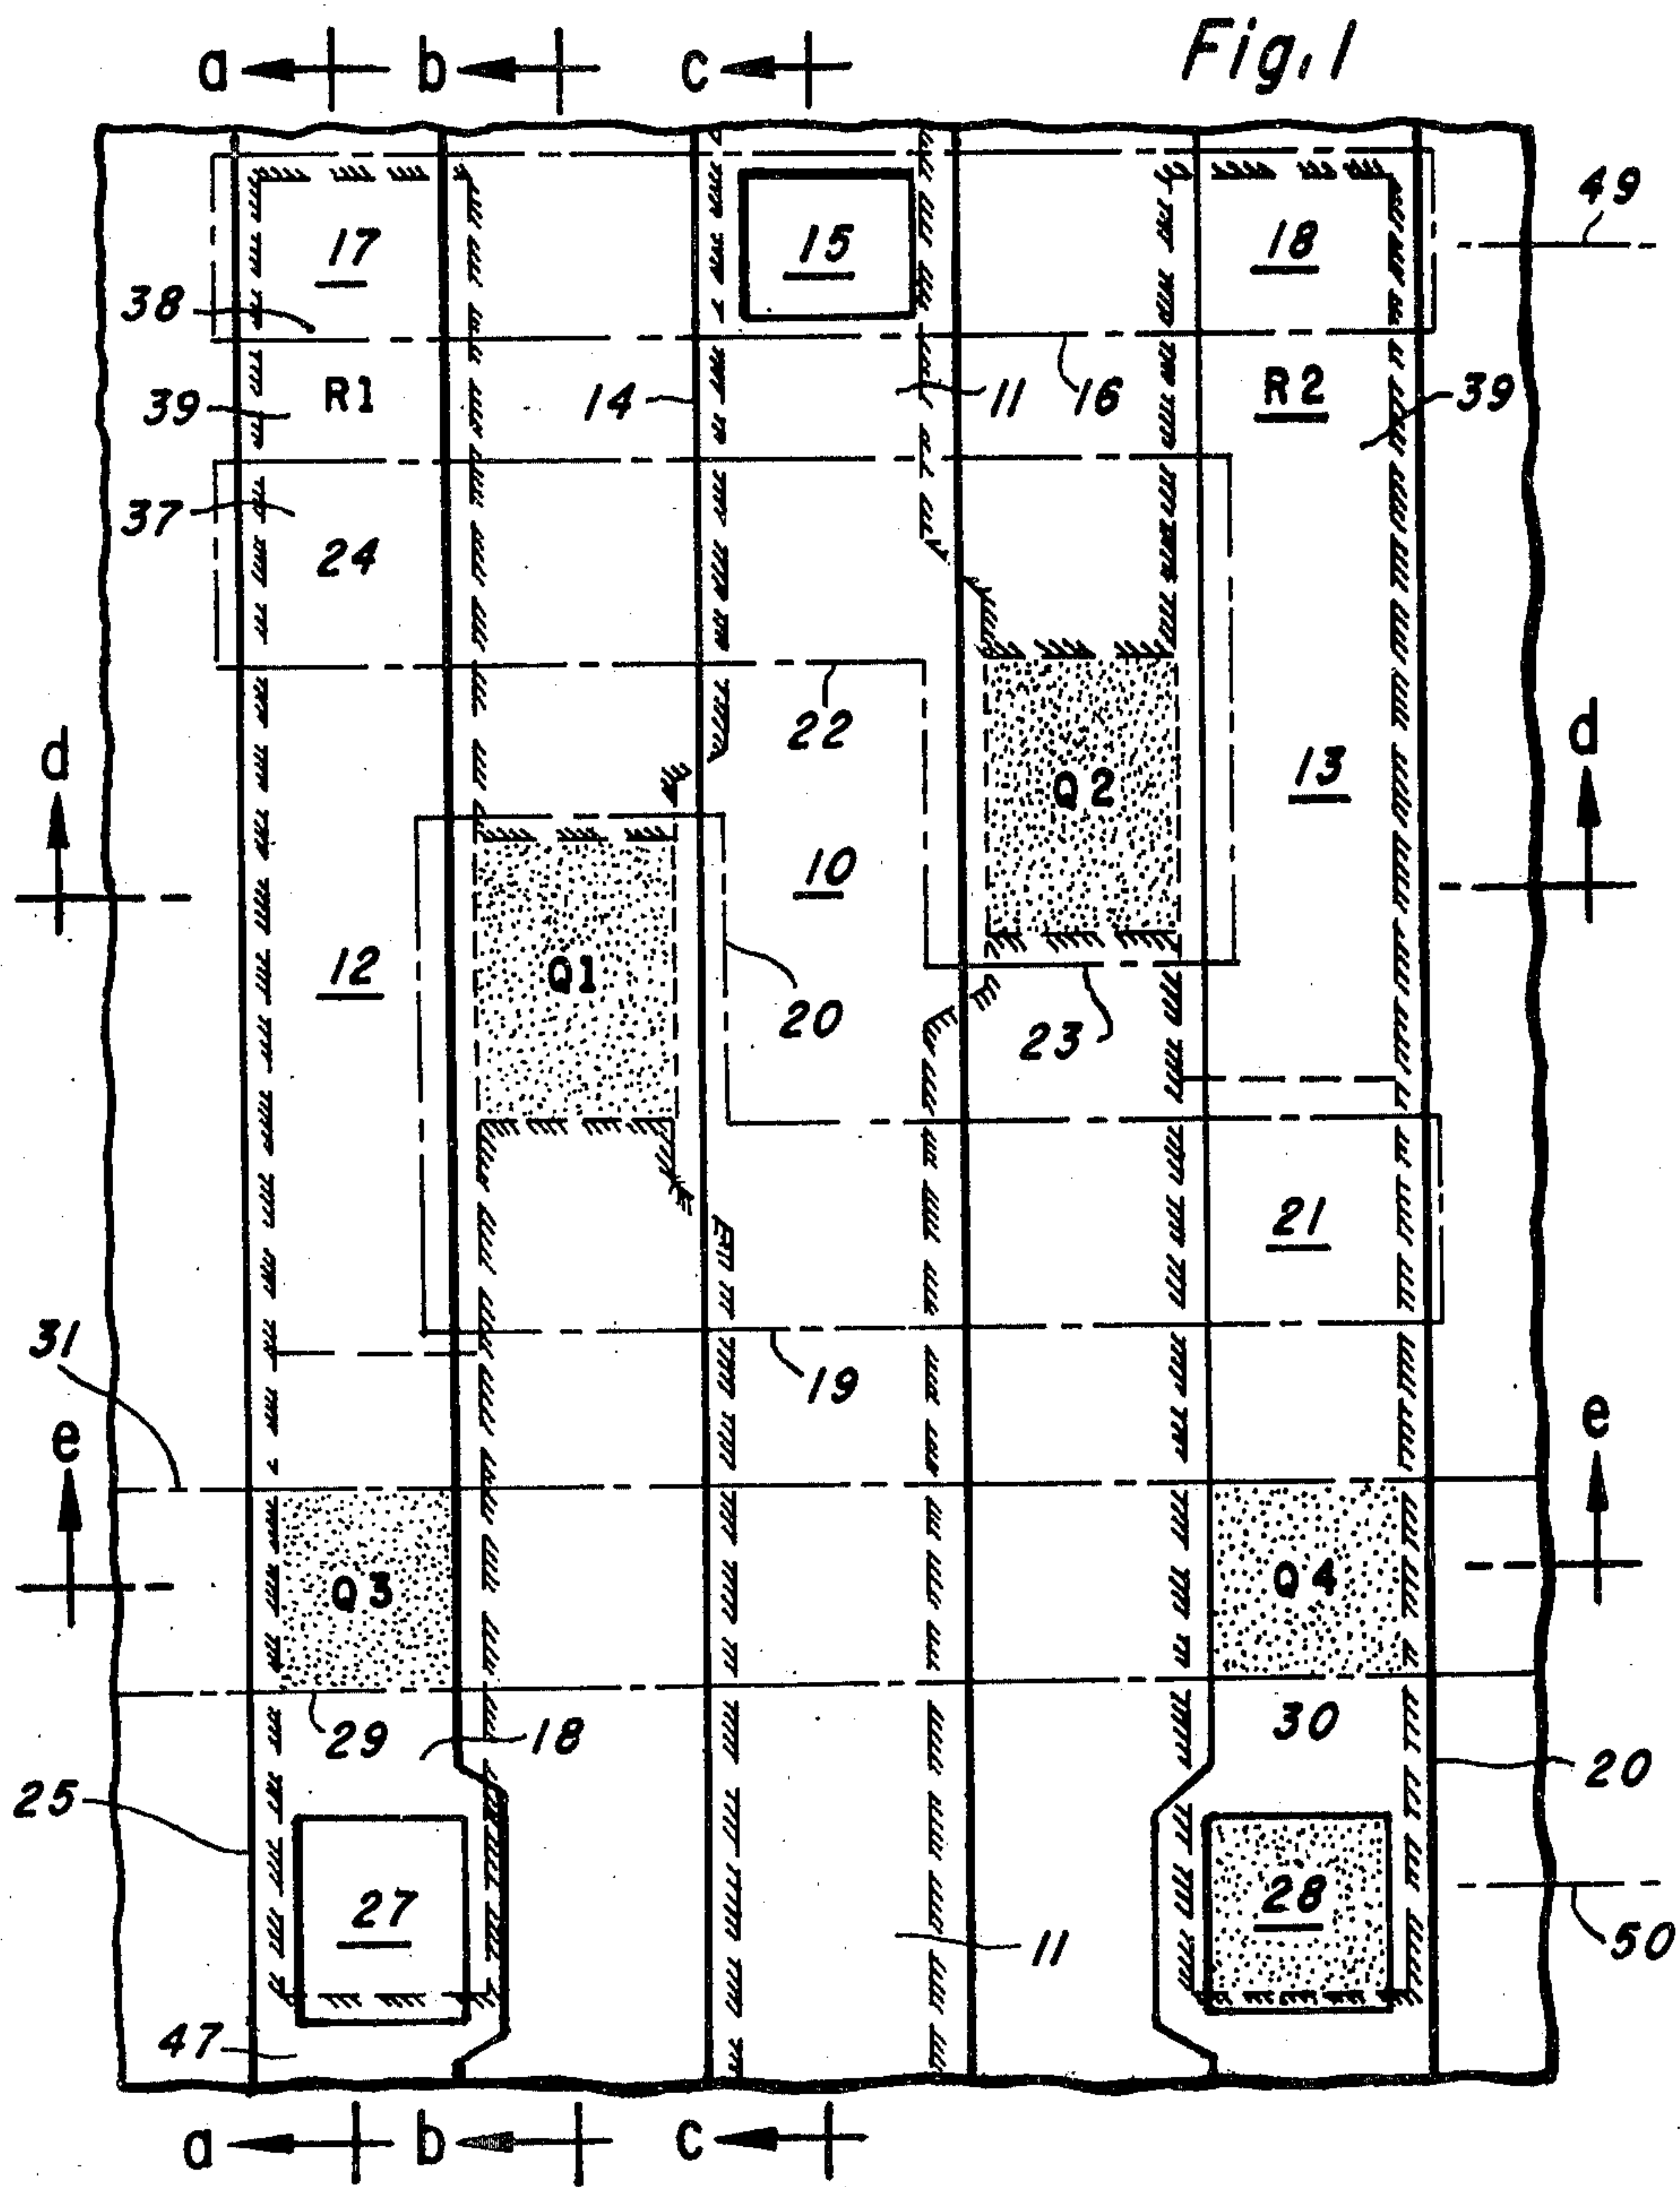 Fig. 1
a b c
49
17 15 18
38
39 R1 14 11 16 R2 39
37 24
22
d d
Q2 13
10
12 Q1 20
23
21
31
19
e e
Q3 Q4
29 18 30
25 20
27 28
11 50
47
a b c